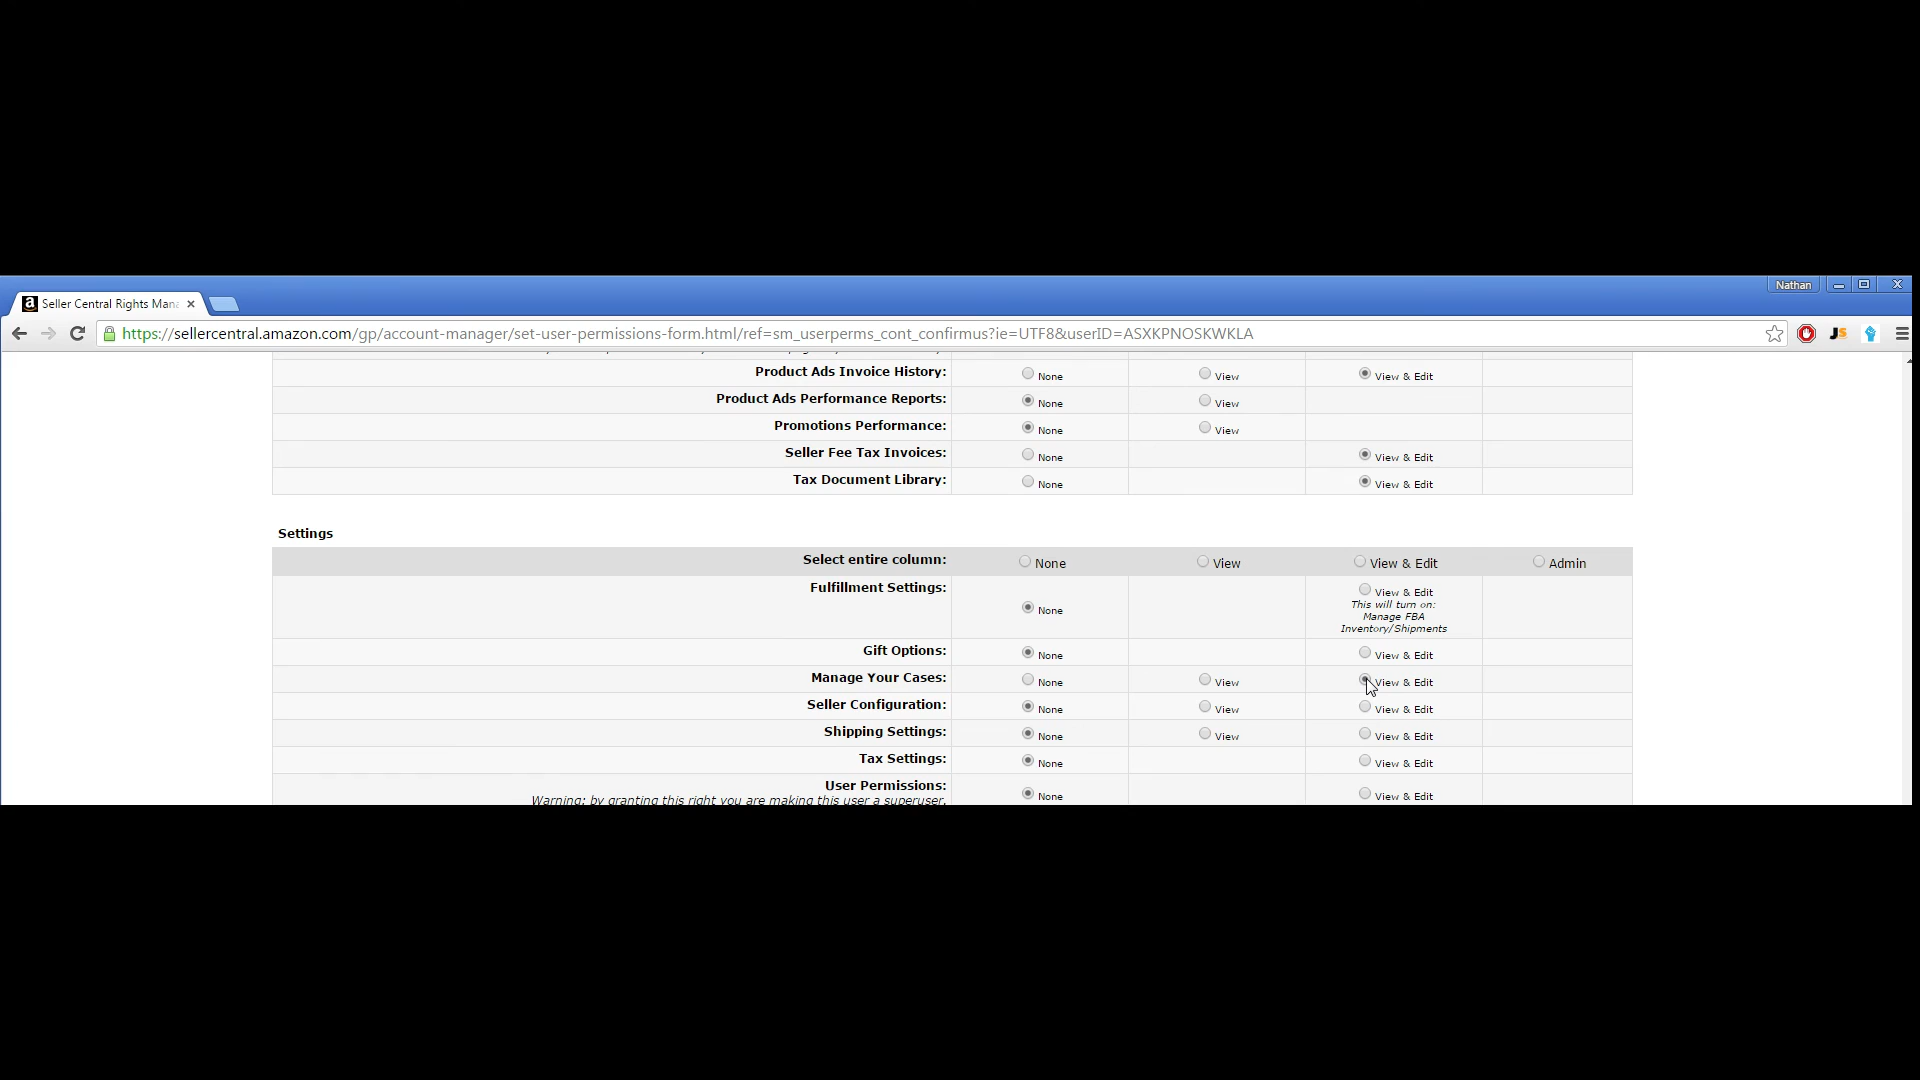 Nathan
Seller Central Rights Mana
https://sellercentral.amazon.com/gp/account-manager/set-user-permissions-form.html/ref=sm_userperms_cont_confirmus?ie=UTF8&userID=ASXKPNOSKWKLA
JS
Product Ads Invoice History: None View View & Edit
Product Ads Performance Reports: None View
Promotions Performance: None View
Seller Fee Tax Invoices: None View & Edit
Tax Document Library: None View & Edit
Settings
Select entire column: None View View & Edit Admin
Fulfillment Settings: None View & Edit
This will turn on:
Manage FBA
Inventory/Shipments
Gift Options: None View & Edit
Manage Your Cases: None View View & Edit
Seller Configuration: None View View & Edit
Shipping Settings: None View View & Edit
Tax Settings: None View & Edit
User Permissions: None View & Edit
Warning: by granting this right you are making this user a superuser.